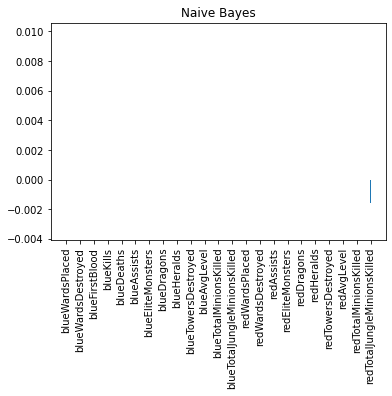 Naive Bayes
0.010
0.008
0.006
0.004
0.002
0.000
−0.002
−0.004
blueWardsPlaced
blueWardsDestroyed
blueFirstBlood
blueKills
blueDeaths
blueAssists
blueEliteMonsters
blueDragons
blueHeralds
blueTowersDestroyed
blueAvgLevel
blueTotalMinionsKilled
blueTotalJungleMinionsKilled
redWardsPlaced
redWardsDestroyed
redAssists
redEliteMonsters
redDragons
redHeralds
redTowersDestroyed
redAvgLevel
redTotalMinionsKilled
redTotalJungleMinionsKilled